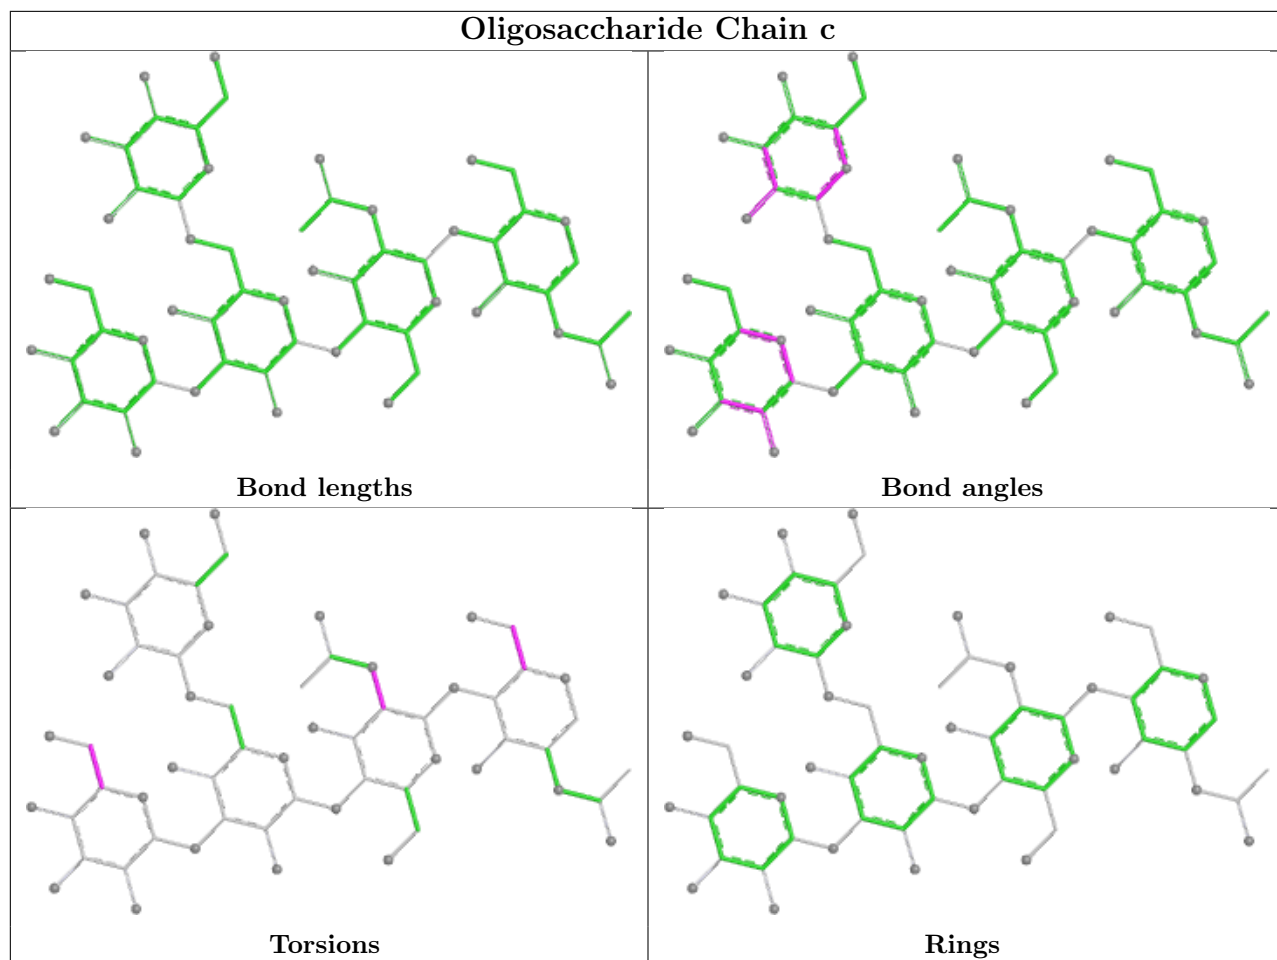 Oligosaccharide Chain c
Bond lengths
Bond angles
Torsions
Rings